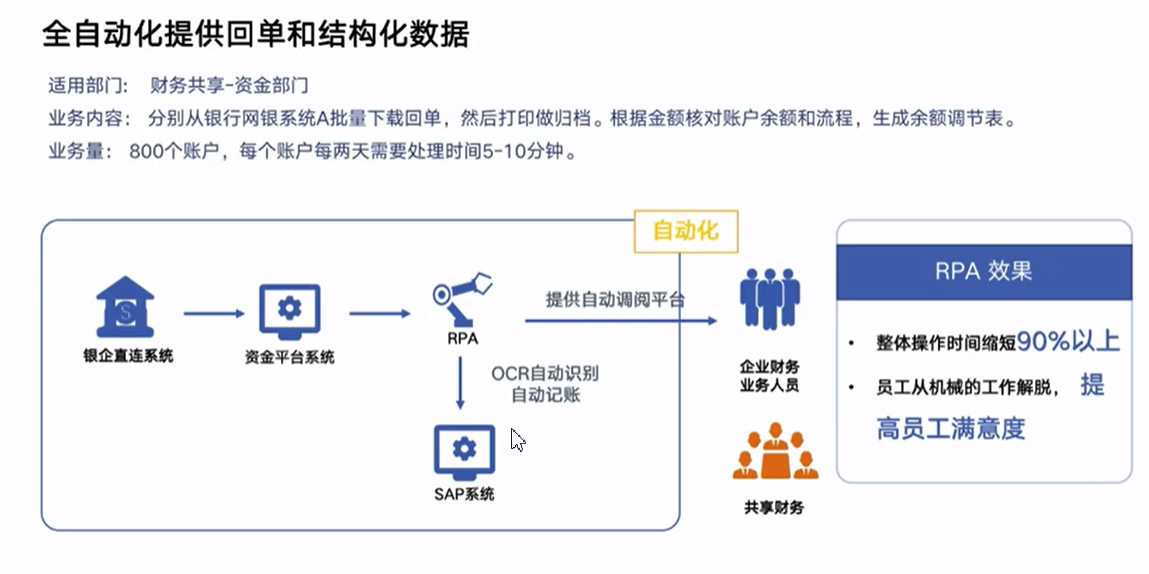 全自动化提供回单和结构化数据
适用部门： 财务共享-资金部门
业务内容： 分别从银行网银系统A批量下载回单，然后打印做归档。根据金额核对账户余额和流程，生成余额调节表。
业务量： 800个账户，每个账户每两天需要处理时间5-10分钟。
自动化
银企直连系统
资金平台系统
RPA
提供自动调阅平台
OCR自动识别
自动记账
SAP系统
企业财务
业务人员
共享财务
RPA 效果
• 整体操作时间缩短90%以上
• 员工从机械的工作解脱， 提
高员工满意度